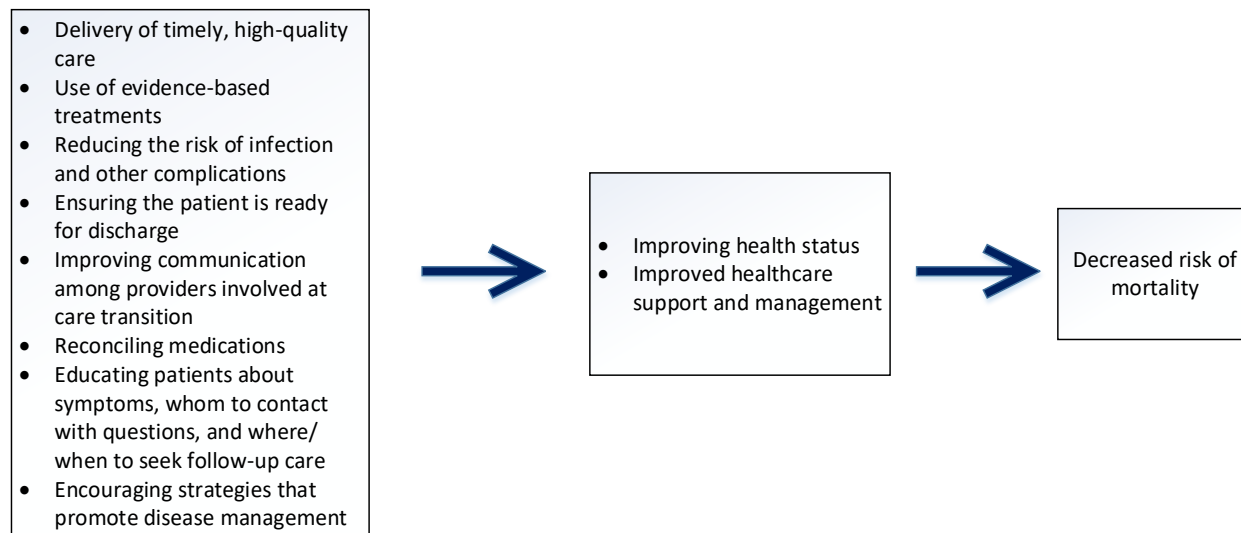 • Delivery of timely, high-quality
care
• Use of evidence-based
treatments
• Reducing the risk of infection
and other complications
• Ensuring the patient is ready
for discharge
• Improving communication
among providers involved at
care transition
• Reconciling medications
• Educating patients about
symptoms, whom to contact
with questions, and where/
when to seek follow-up care
• Encouraging strategies that
promote disease management
• Improving health status
• Improved healthcare
support and management
Decreased risk of
mortality